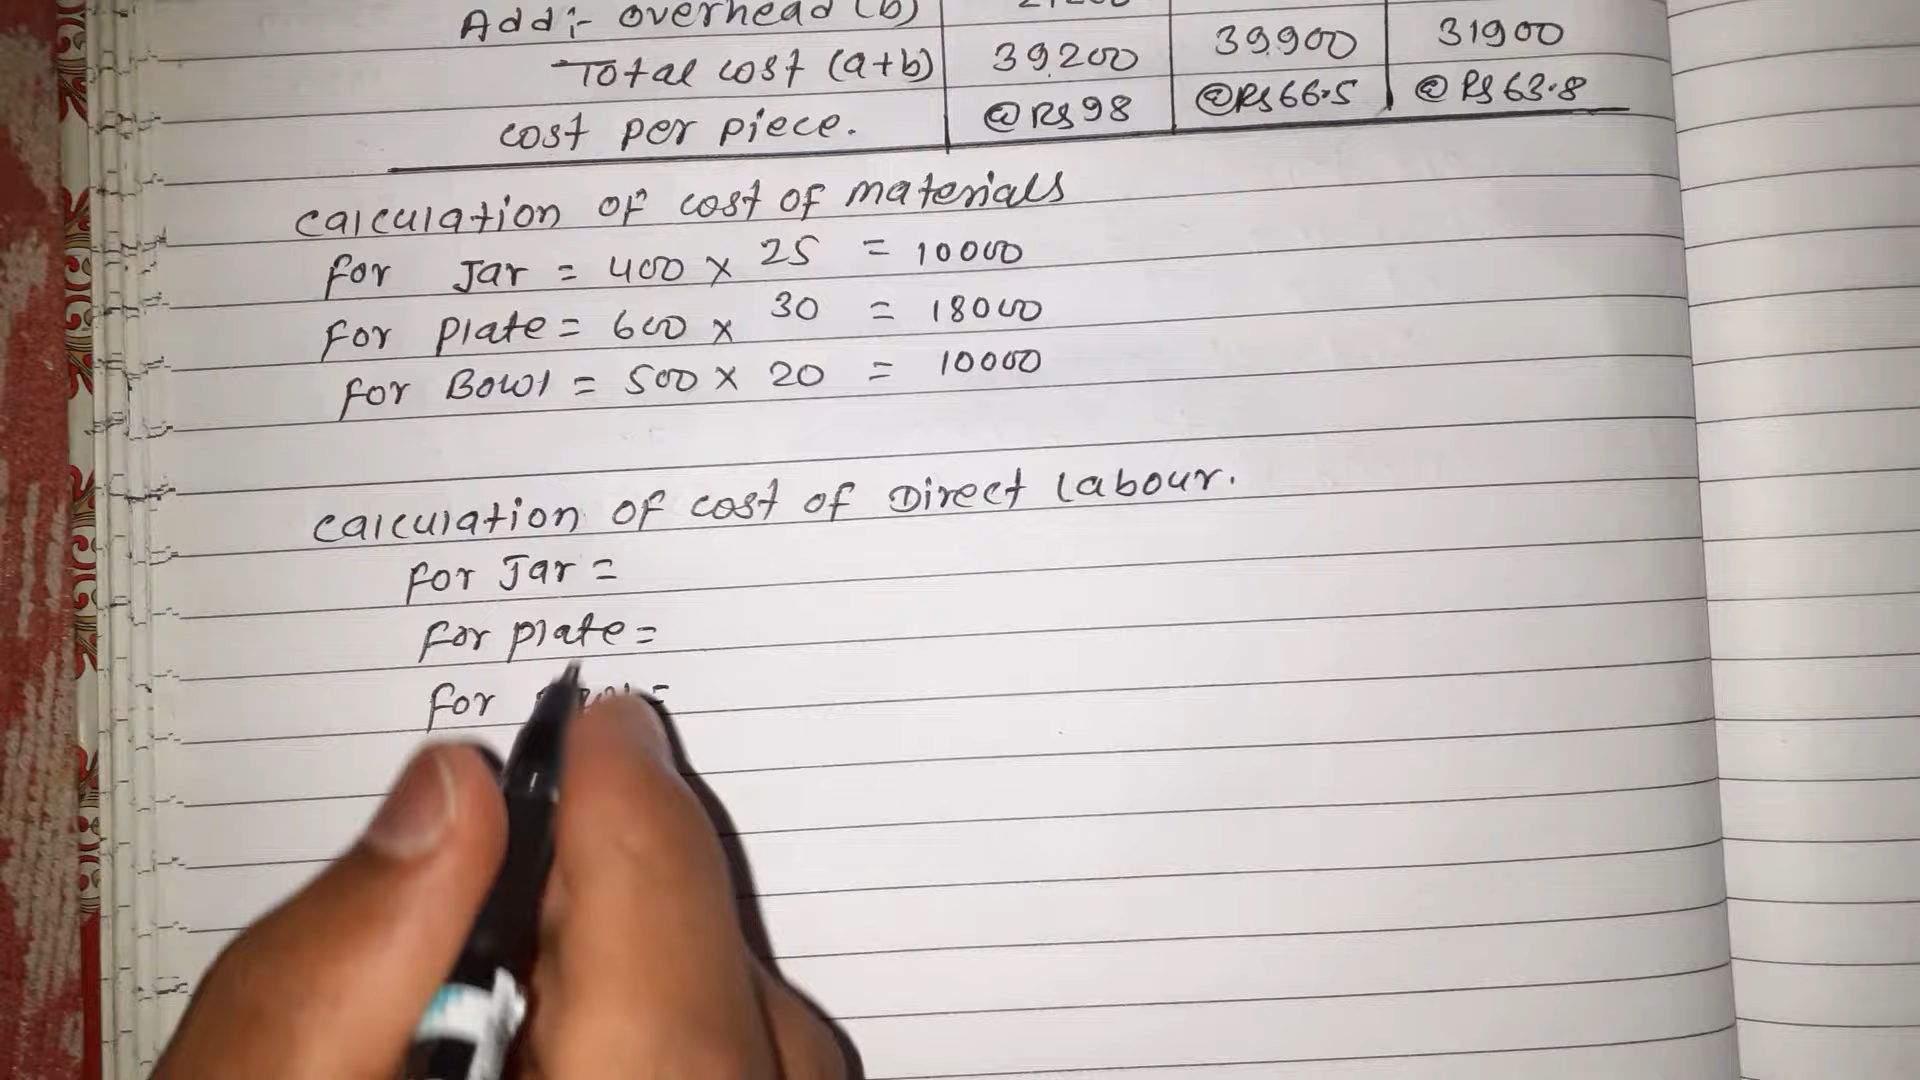 Add:- overhead (b)
Total cost (a+b) 39200 39900 31900
cost per piece. @Rs98 @Rs66.5 @Rs63.8
calculation of cost of materials
For Jar = 400 × 25 = 10000
For plate = 600 × 30 = 18000
For Bowl = 500 × 20 = 10000
calculation of cost of Direct labour.
For Jar =
For plate =
For =